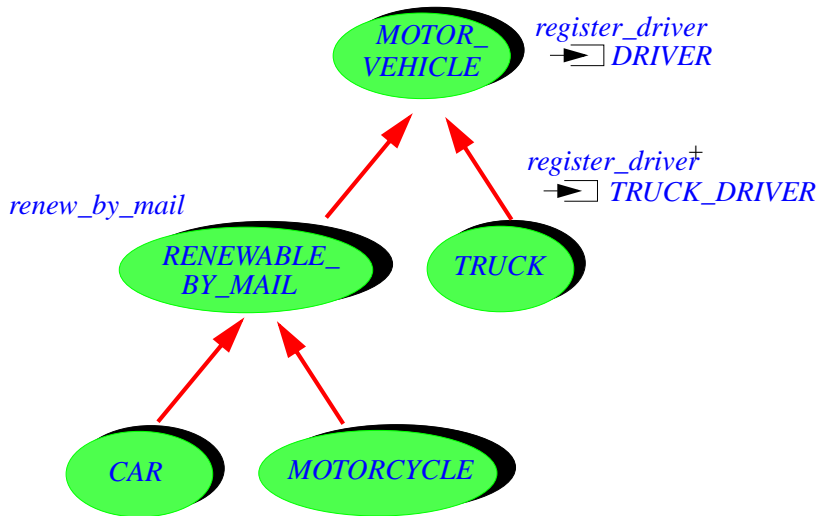 MOTOR_
VEHICLE
register_driver
DRIVER
register_driver+
TRUCK_DRIVER
renew_by_mail
RENEWABLE_
BY_MAIL
TRUCK
CAR
MOTORCYCLE